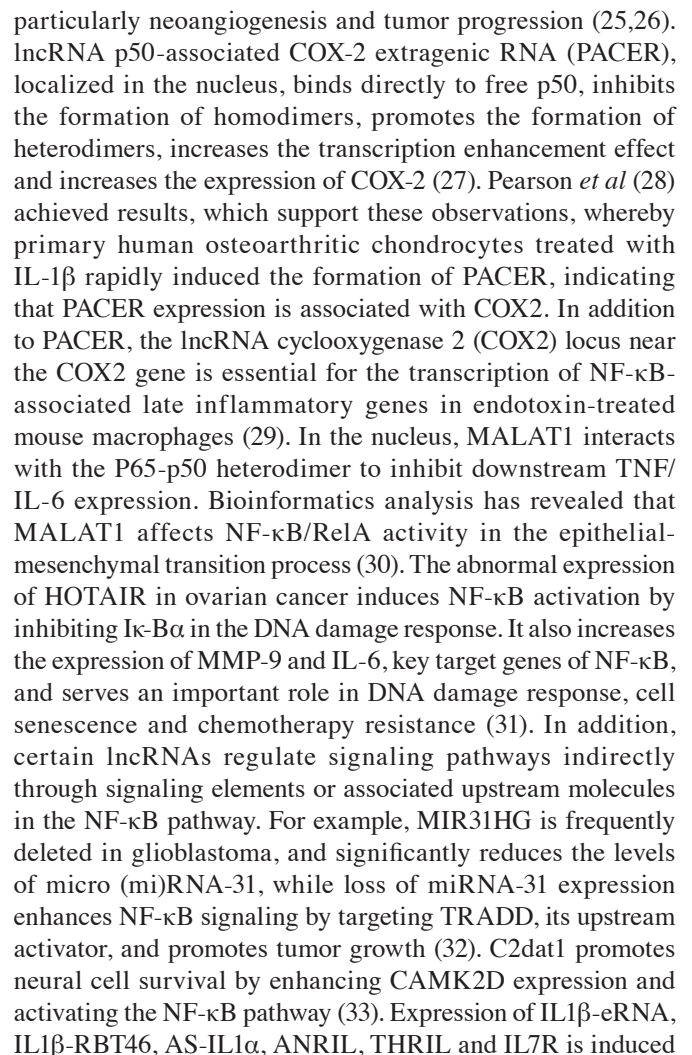 particularly neoangiogenesis and tumor progression (25,26).
lncRNA p50-associated COX-2 extragenic RNA (PACER),
localized in the nucleus, binds directly to free p50, inhibits
the formation of homodimers, promotes the formation of
heterodimers, increases the transcription enhancement effect
and increases the expression of COX-2 (27). Pearson et al (28)
achieved results, which support these observations, whereby
primary human osteoarthritic chondrocytes treated with
IL-1β rapidly induced the formation of PACER, indicating
that PACER expression is associated with COX2. In addition
to PACER, the lncRNA cyclooxygenase 2 (COX2) locus near
the COX2 gene is essential for the transcription of NF-κB-
associated late inflammatory genes in endotoxin-treated
mouse macrophages (29). In the nucleus, MALAT1 interacts
with the P65-p50 heterodimer to inhibit downstream TNF/
IL-6 expression. Bioinformatics analysis has revealed that
MALAT1 affects NF-κB/RelA activity in the epithelial-
mesenchymal transition process (30). The abnormal expression
of HOTAIR in ovarian cancer induces NF-κB activation by
inhibiting Iκ-Bα in the DNA damage response. It also increases
the expression of MMP-9 and IL-6, key target genes of NF-κB,
and serves an important role in DNA damage response, cell
senescence and chemotherapy resistance (31). In addition,
certain lncRNAs regulate signaling pathways indirectly
through signaling elements or associated upstream molecules
in the NF-κB pathway. For example, MIR31HG is frequently
deleted in glioblastoma, and significantly reduces the levels
of micro (mi)RNA-31, while loss of miRNA-31 expression
enhances NF-κB signaling by targeting TRADD, its upstream
activator, and promotes tumor growth (32). C2dat1 promotes
neural cell survival by enhancing CAMK2D expression and
activating the NF-κB pathway (33). Expression of IL1β-eRNA,
IL1β-RBT46, AS-IL1α, ANRIL, THRIL and IL7R is induced